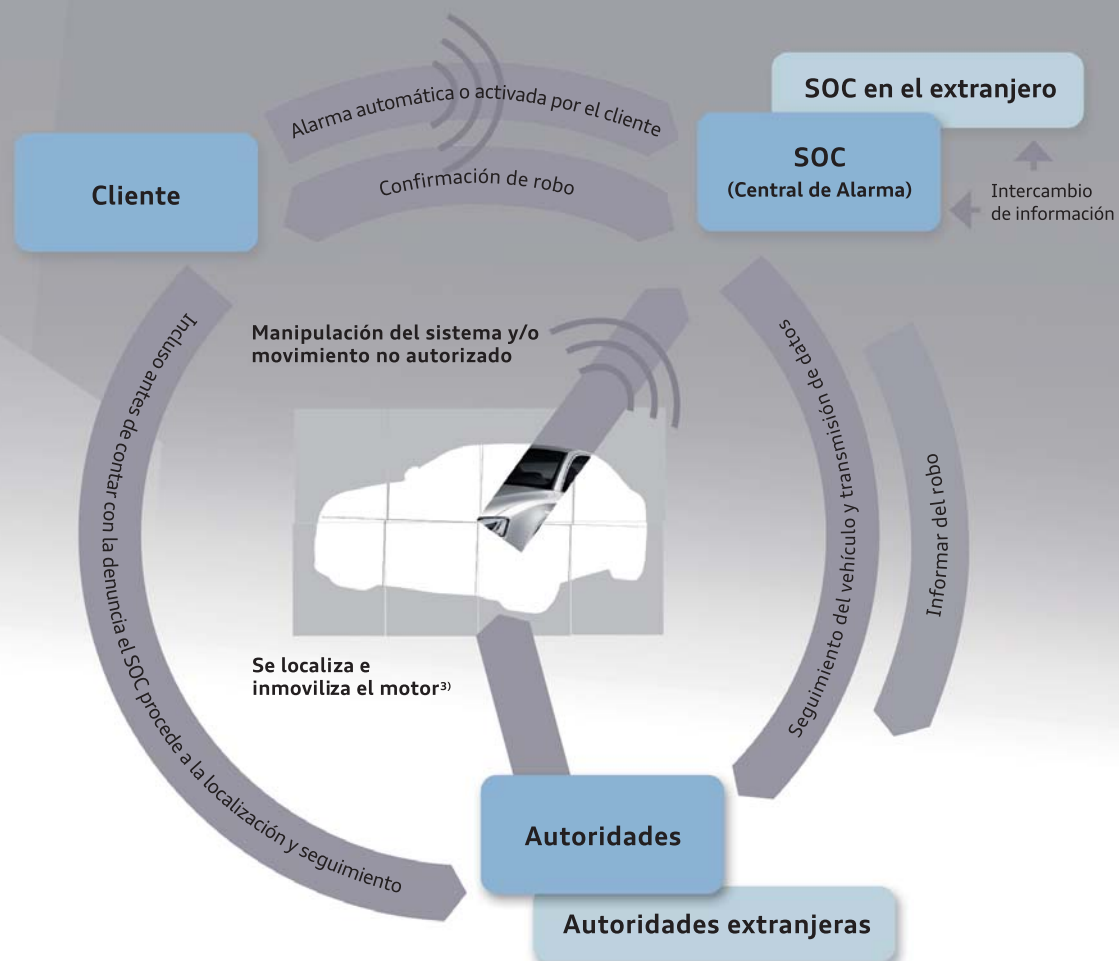 SOC en el extranjero
Alarma automática o activada por el cliente
SOC
(Central de Alarma)
Cliente
Confirmación de robo
Intercambio
de información
Manipulación del sistema y/o
movimiento no autorizado
Incluso antes de contar con la denuncia el SOC procede a la localización y seguimiento
Seguimiento del vehículo y transmisión de datos
Informar del robo
Se localiza e
inmoviliza el motor³⁾
Autoridades
Autoridades extranjeras